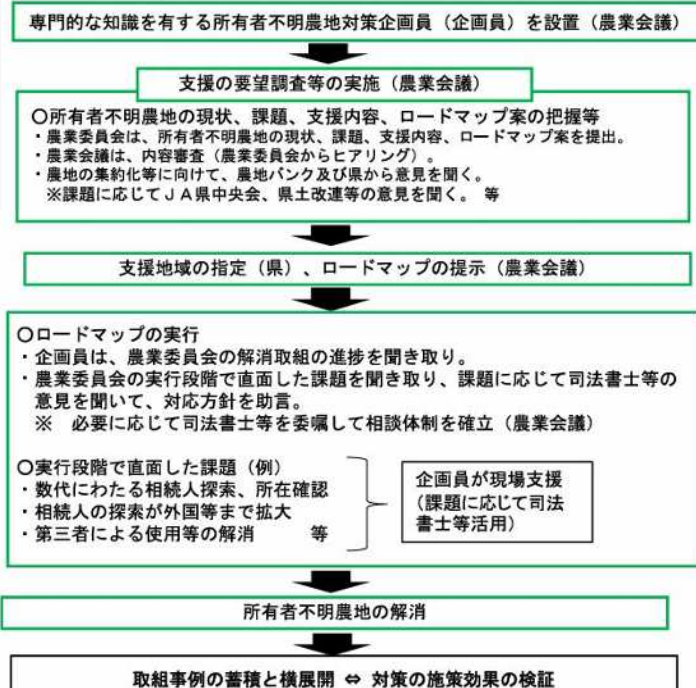 専門的な知識を有する所有者不明農地対策企画員（企画員）を設置（農業会議）
支援の要望調査等の実施（農業会議）
〇所有者不明農地の現状、課題、支援内容、ロードマップ案の把握等
・農業委員会は、所有者不明農地の現状、課題、支援内容、ロードマップ案を提出。
・農業会議は、内容審査（農業委員会からヒアリング）。
・農地の集約化等に向けて、農地バンク及び県から意見を聞く。
※課題に応じてＪＡ県中央会、県土改連等の意見を聞く。 等
支援地域の指定（県）、ロードマップの提示（農業会議）
〇ロードマップの実行
・企画員は、農業委員会の解消取組の進捗を聞き取り。
・農業委員会の実行段階で直面した課題を聞き取り、課題に応じて司法書士等の
意見を聞いて、対応方針を助言。
※　必要に応じて司法書士等を委嘱して相談体制を確立（農業会議）
〇実行段階で直面した課題（例）
・数代にわたる相続人探索、所在確認
・相続人の探索が外国等まで拡大
・第三者による使用等の解消　　　等
企画員が現場支援
（課題に応じて司法
書士等活用）
所有者不明農地の解消
取組事例の蓄積と横展開 ⇔ 対策の施策効果の検証